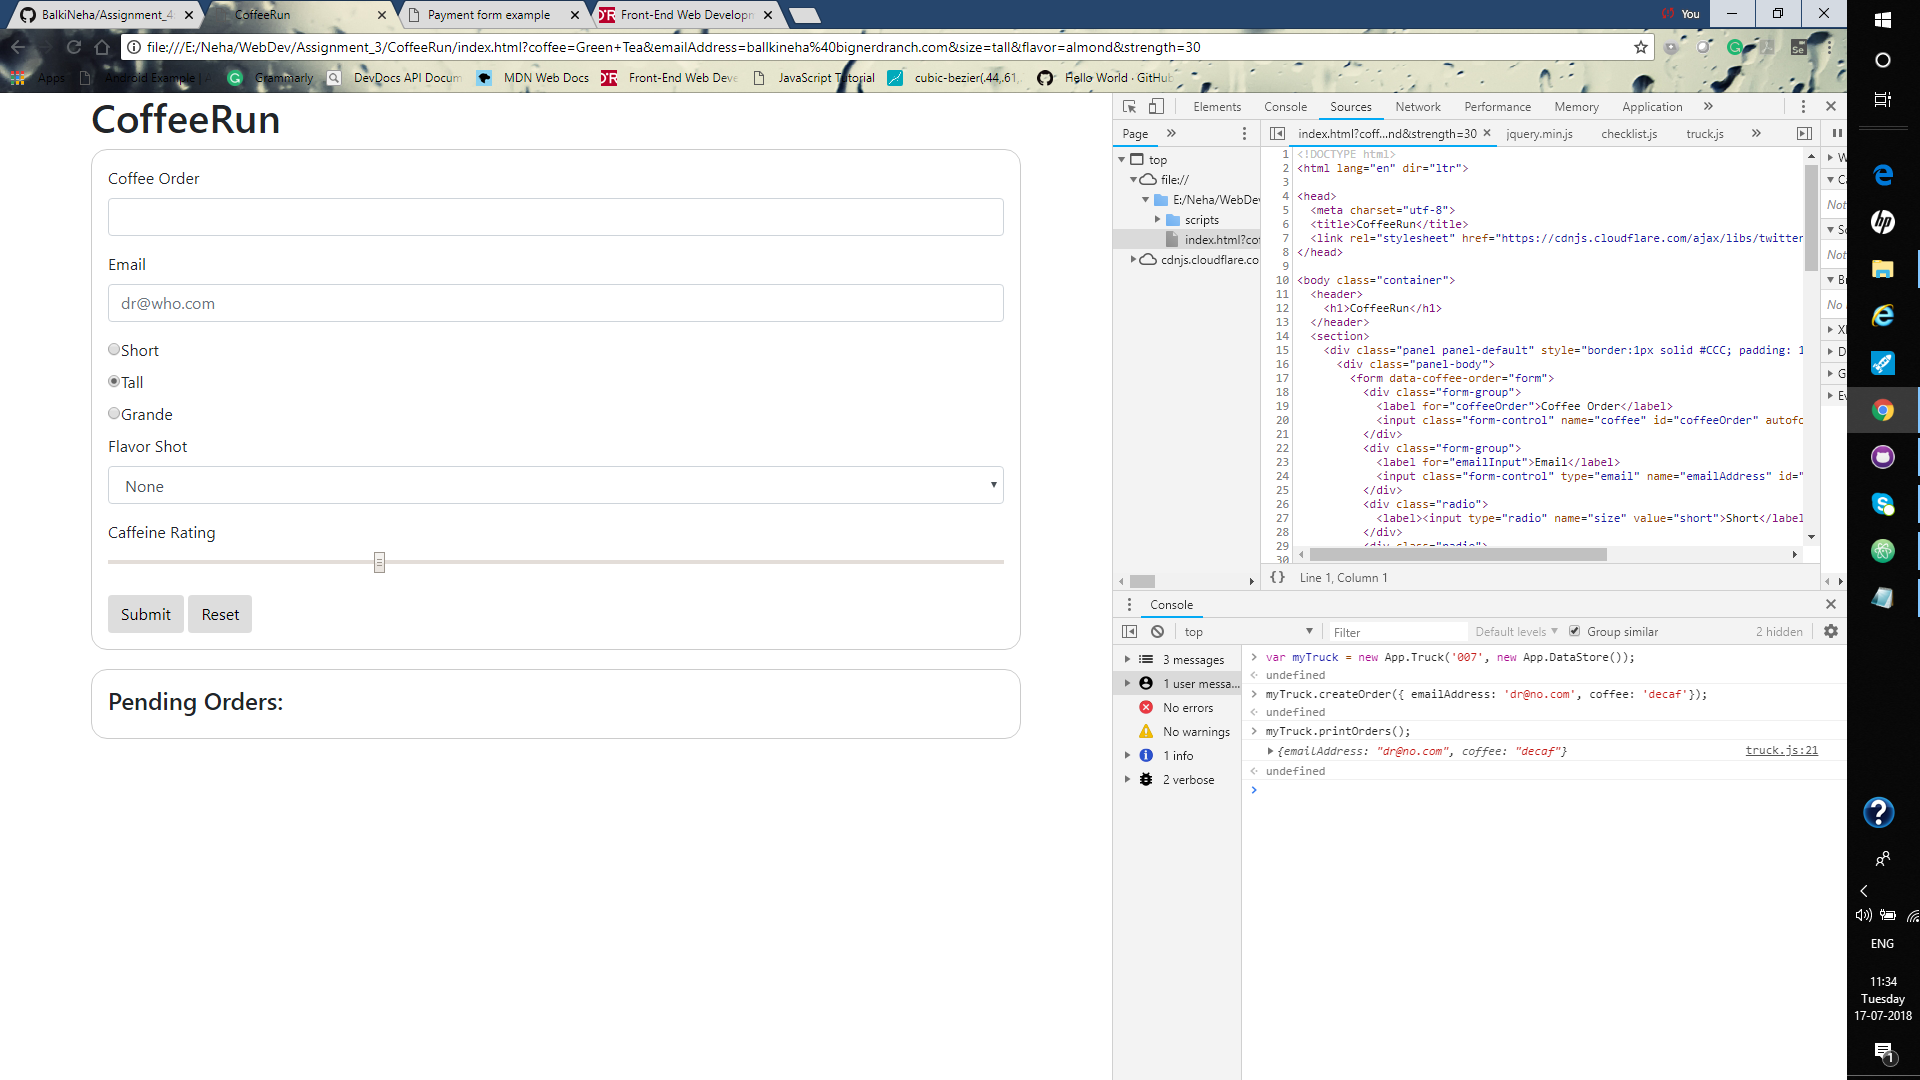 BalkiNeha/Assignment_4
CoffeeRun
Payment form example
Front-End Web Developm
You
file:///E:/Neha/WebDev/Assignment_3/CoffeeRun/index.html?coffee=Green+Tea&emailAddress=ballkineha%40bignerdranch.com&size=tall&flavor=almond&strength=30
Apps
Android Example
Grammarly
DevDocs API Docum
MDN Web Docs
Front-End Web Deve
JavaScript Tutorial
cubic-bezier(.44,.61,
Hello World · GitHub
CoffeeRun
Coffee Order
Email
dr@who.com
Short
Tall
Grande
Flavor Shot
None
Caffeine Rating
Submit
Reset
Pending Orders:
Elements
Console
Sources
Network
Performance
Memory
Application
Page
index.html?coff…nd&strength=30
jquery.min.js
checklist.js
truck.js
top
file://
E:/Neha/WebDev
scripts
index.html?cof
cdnjs.cloudflare.co
1 <!DOCTYPE html>
2 <html lang="en" dir="ltr">
3
4 <head>
5 <meta charset="utf-8">
6 <title>CoffeeRun</title>
7 <link rel="stylesheet" href="https://cdnjs.cloudflare.com/ajax/libs/twitter
8 </head>
9
10 <body class="container">
11 <header>
12 <h1>CoffeeRun</h1>
13 </header>
14 <section>
15 <div class="panel panel-default" style="border:1px solid #CCC; padding: 1
16 <div class="panel-body">
17 <form data-coffee-order="form">
18 <div class="form-group">
19 <label for="coffeeOrder">Coffee Order</label>
20 <input class="form-control" name="coffee" id="coffeeOrder" autofo
21 </div>
22 <div class="form-group">
23 <label for="emailInput">Email</label>
24 <input class="form-control" type="email" name="emailAddress" id="
25 </div>
26 <div class="radio">
27 <label><input type="radio" name="size" value="short">Short</label
28 </div>
29 <div class="radio">
30
{} Line 1, Column 1
Console
top
Filter
Default levels
Group similar
2 hidden
3 messages
1 user messa...
No errors
No warnings
1 info
2 verbose
var myTruck = new App.Truck('007', new App.DataStore());
undefined
myTruck.createOrder({ emailAddress: 'dr@no.com', coffee: 'decaf'});
undefined
myTruck.printOrders();
{emailAddress: "dr@no.com", coffee: "decaf"}
truck.js:21
undefined
ENG
11:34
Tuesday
17-07-2018
1